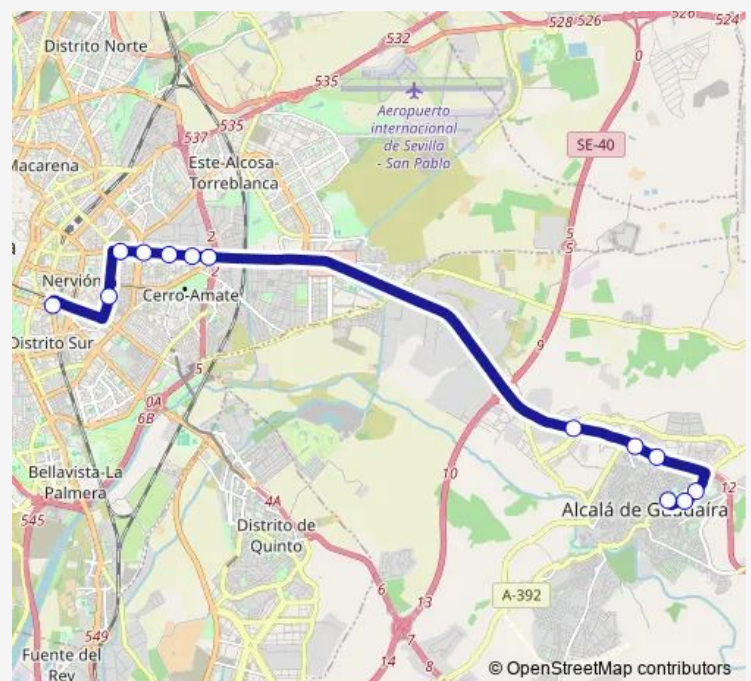 Distrito Norte
528 526
526
524
532
0
535
535
537
Aeropuerto
internacional
de Sevilla
- San Pablo
SE-40
Macarena
Este-Alcosa-
Torreblanca
a
2
5
5
Nervión
2
Cerro-Amate
Distrito Sur
9
5
0A
6B
10
Bellavista-La
Palmera
4A
12
Alcalá de Guadaíra
545
Distrito de
Quinto
6
13
A-392
549
7
14
8
Fuente del
Rey
© OpenStreetMap contributors